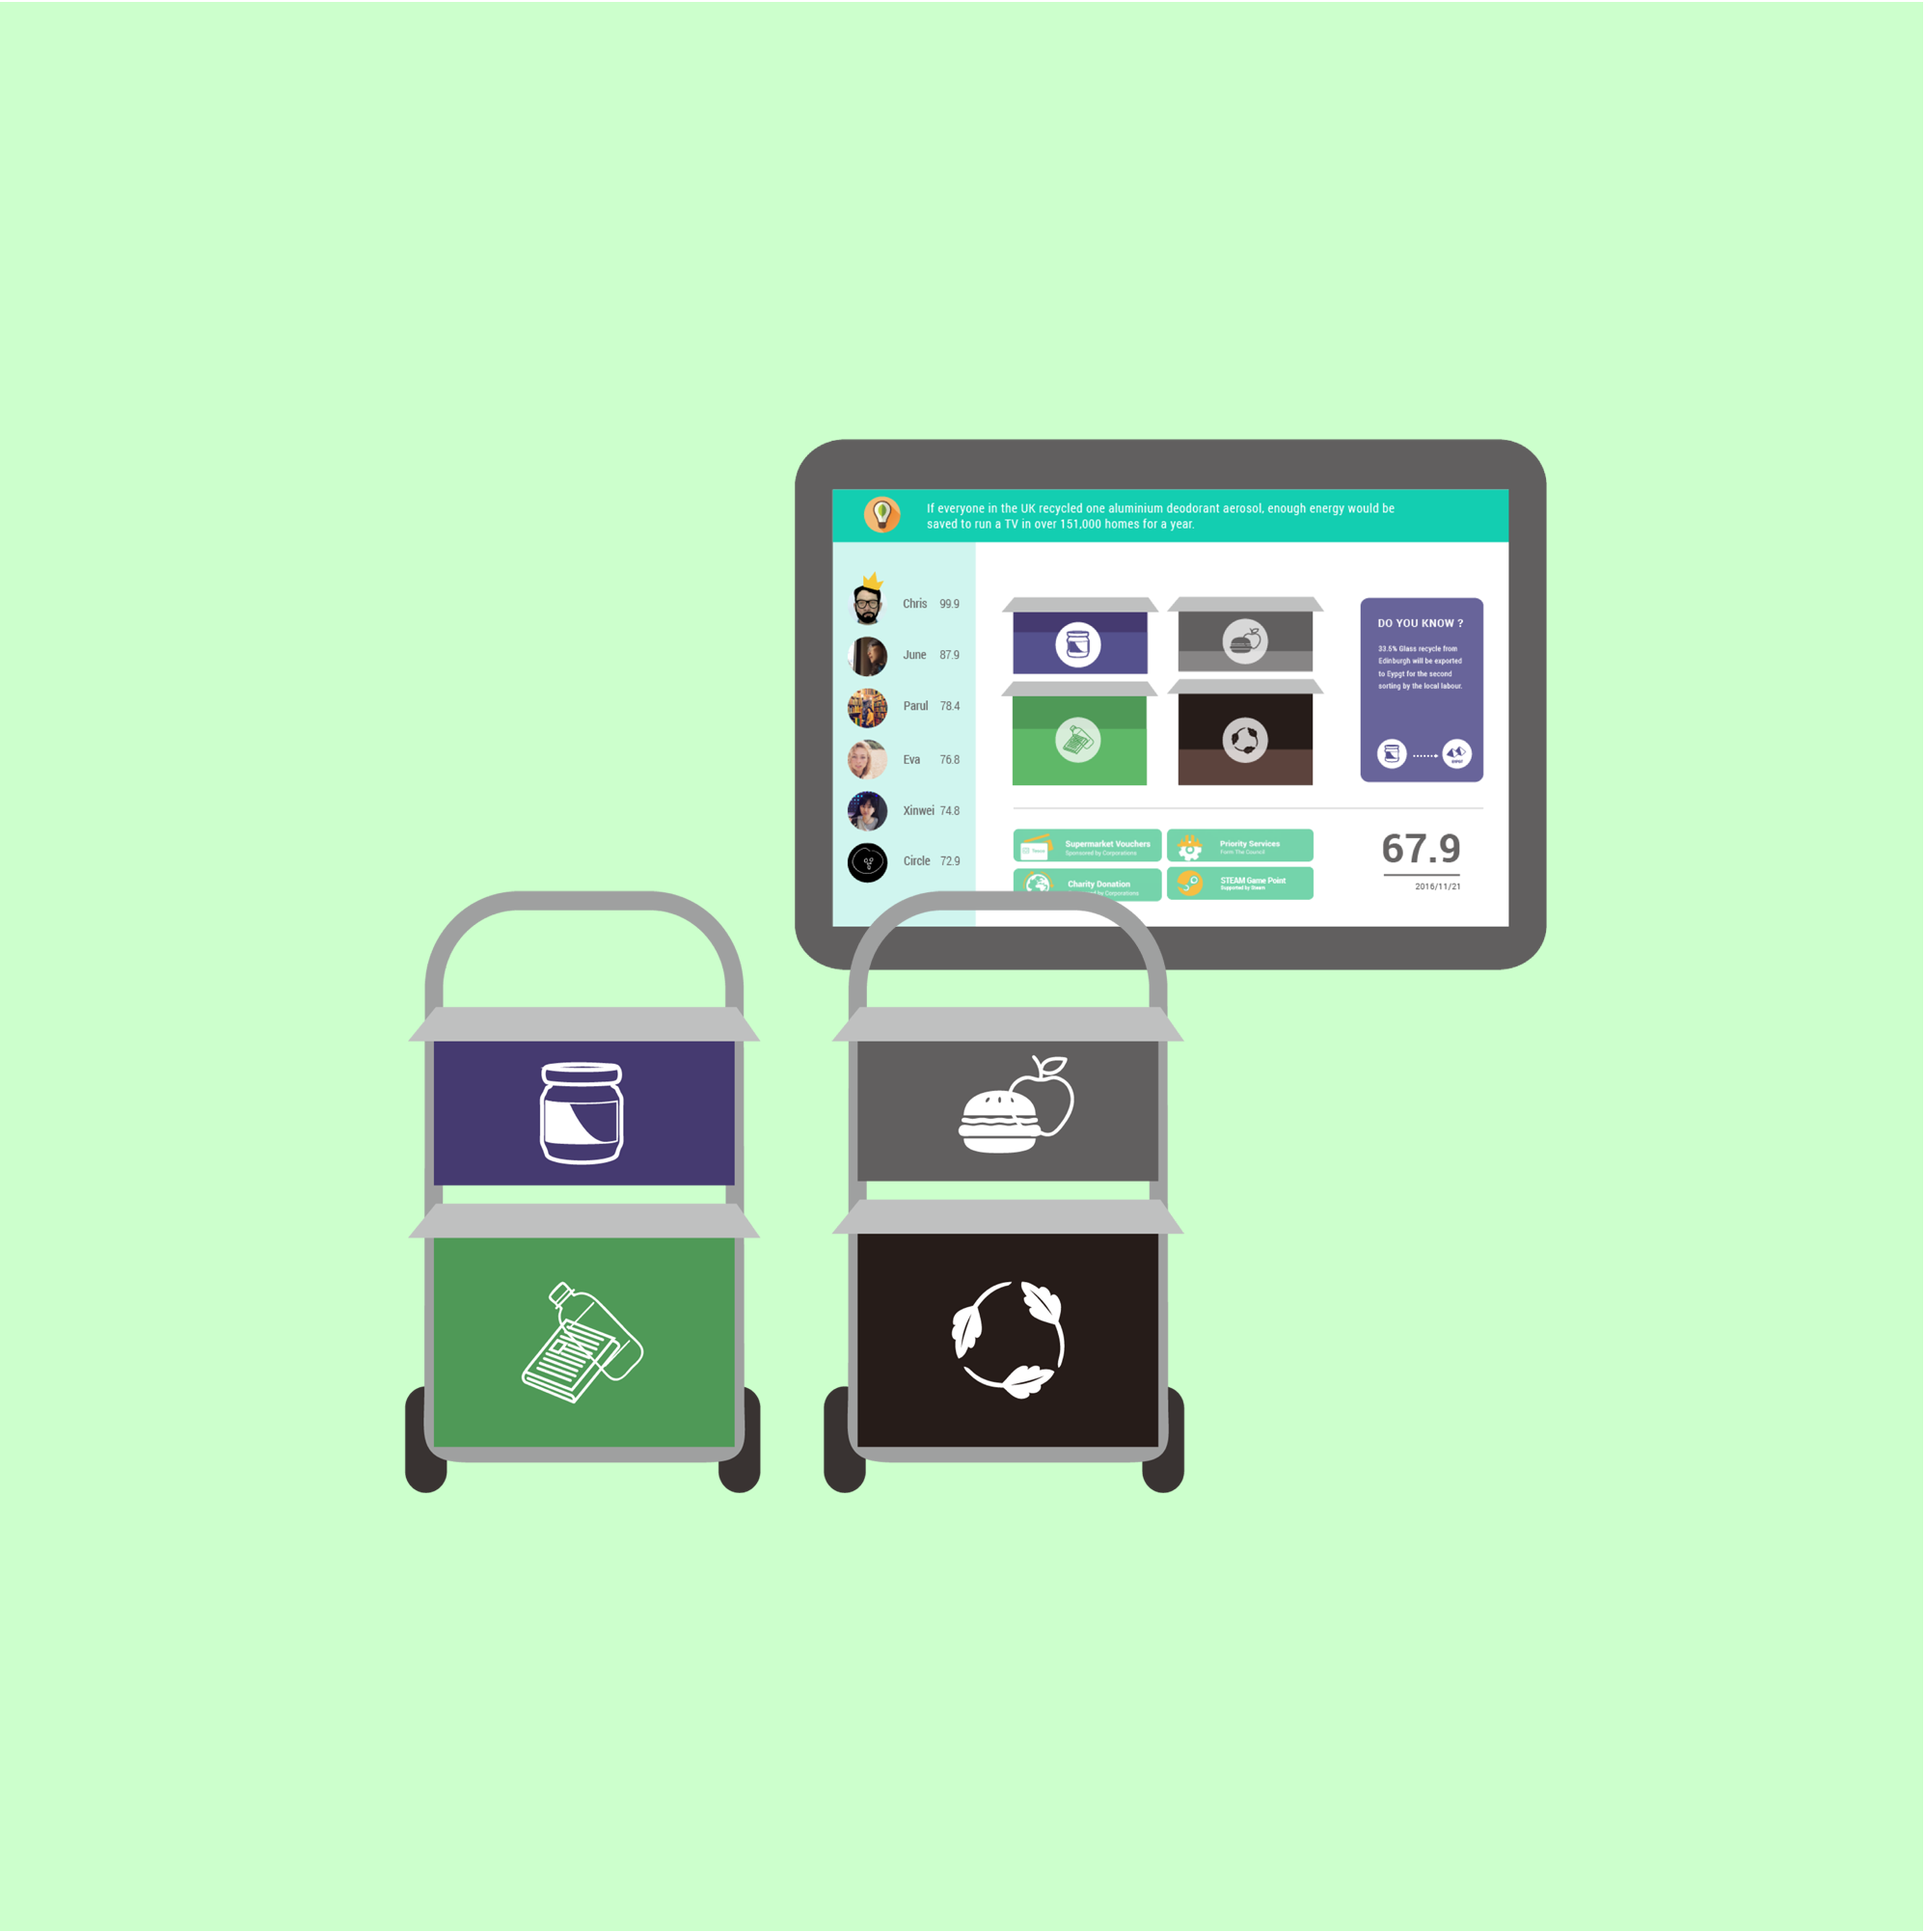 If everyone in the UK recycled one aluminium deodorant aerosol, enough energy would be
saved to run a TV in over 151,000 homes for a year.
Chris 99.9
June 87.9
Parul 78.4
Eva 76.8
Xinwei 74.8
Circle 72.9
DO YOU KNOW ?
33.5% Glass recycle from
Edinburgh will be exported
to Eypgt for the second
sorting by the local labour.
Supermarket Vouchers
Sponsored by Corporations
Priority Services
From The Council
Charity Donation
by Corporations
STEAM Game Point
Supported by Steam
67.9
2016/11/21